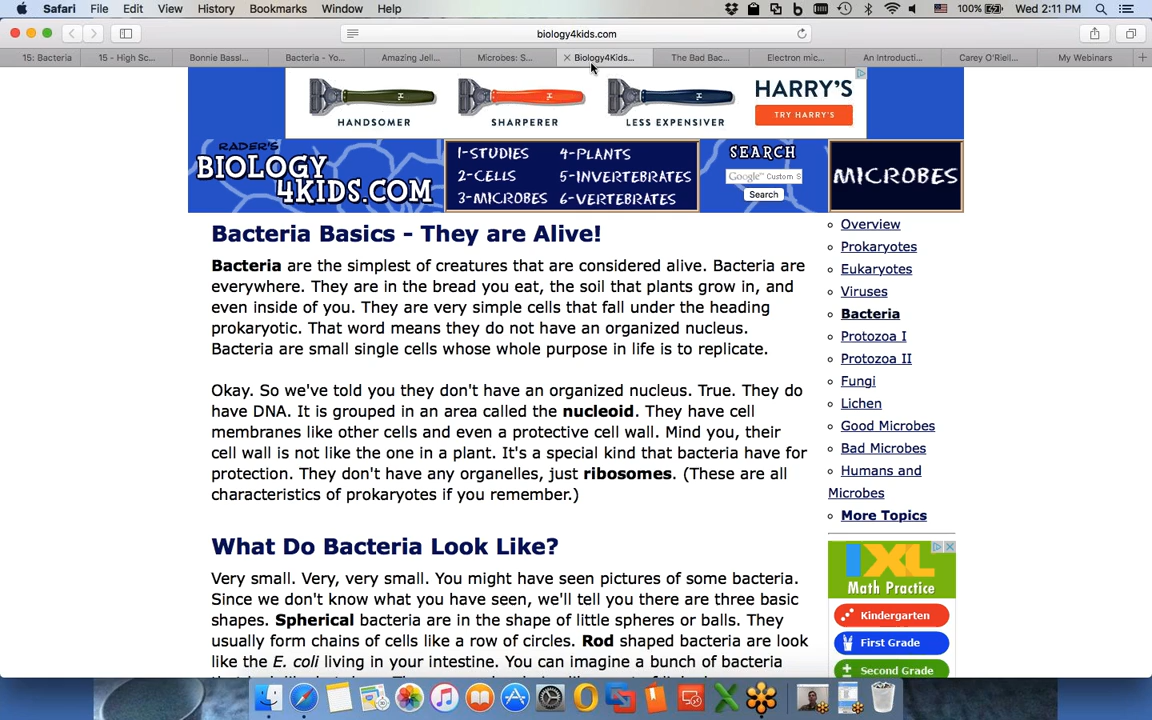 Safari File Edit View History Bookmarks Window Help 100% Wed 2:11 PM
biology4kids.com
15: Bacteria 15 - High Sc... Bonnie Bassl... Bacteria - Yo... Amazing Jell... Microbes: S... Biology4Kids... The Bad Bac... Electron mic... An Introducti... Carey O'Riell... My Webinars
HANDSOMER SHARPERER LESS EXPENSIVER
HARRY'S
TRY HARRY'S
RADER'S
BIOLOGY
4KIDS.COM
1-STUDIES 4-PLANTS
2-CELLS 5-INVERTEBRATES
3-MICROBES 6-VERTEBRATES
SEARCH
Google™ Custom S
Search
MICROBES
Bacteria Basics - They are Alive!
Bacteria are the simplest of creatures that are considered alive. Bacteria are
everywhere. They are in the bread you eat, the soil that plants grow in, and
even inside of you. They are very simple cells that fall under the heading
prokaryotic. That word means they do not have an organized nucleus.
Bacteria are small single cells whose whole purpose in life is to replicate.
Okay. So we've told you they don't have an organized nucleus. True. They do
have DNA. It is grouped in an area called the nucleoid. They have cell
membranes like other cells and even a protective cell wall. Mind you, their
cell wall is not like the one in a plant. It's a special kind that bacteria have for
protection. They don't have any organelles, just ribosomes. (These are all
characteristics of prokaryotes if you remember.)
What Do Bacteria Look Like?
Very small. Very, very small. You might have seen pictures of some bacteria.
Since we don't know what you have seen, we'll tell you there are three basic
shapes. Spherical bacteria are in the shape of little spheres or balls. They
usually form chains of cells like a row of circles. Rod shaped bacteria are look
like the E. coli living in your intestine. You can imagine a bunch of bacteria
Overview
Prokaryotes
Eukaryotes
Viruses
Bacteria
Protozoa I
Protozoa II
Fungi
Lichen
Good Microbes
Bad Microbes
Humans and
Microbes
More Topics
IXL
Math Practice
Kindergarten
First Grade
Second Grade